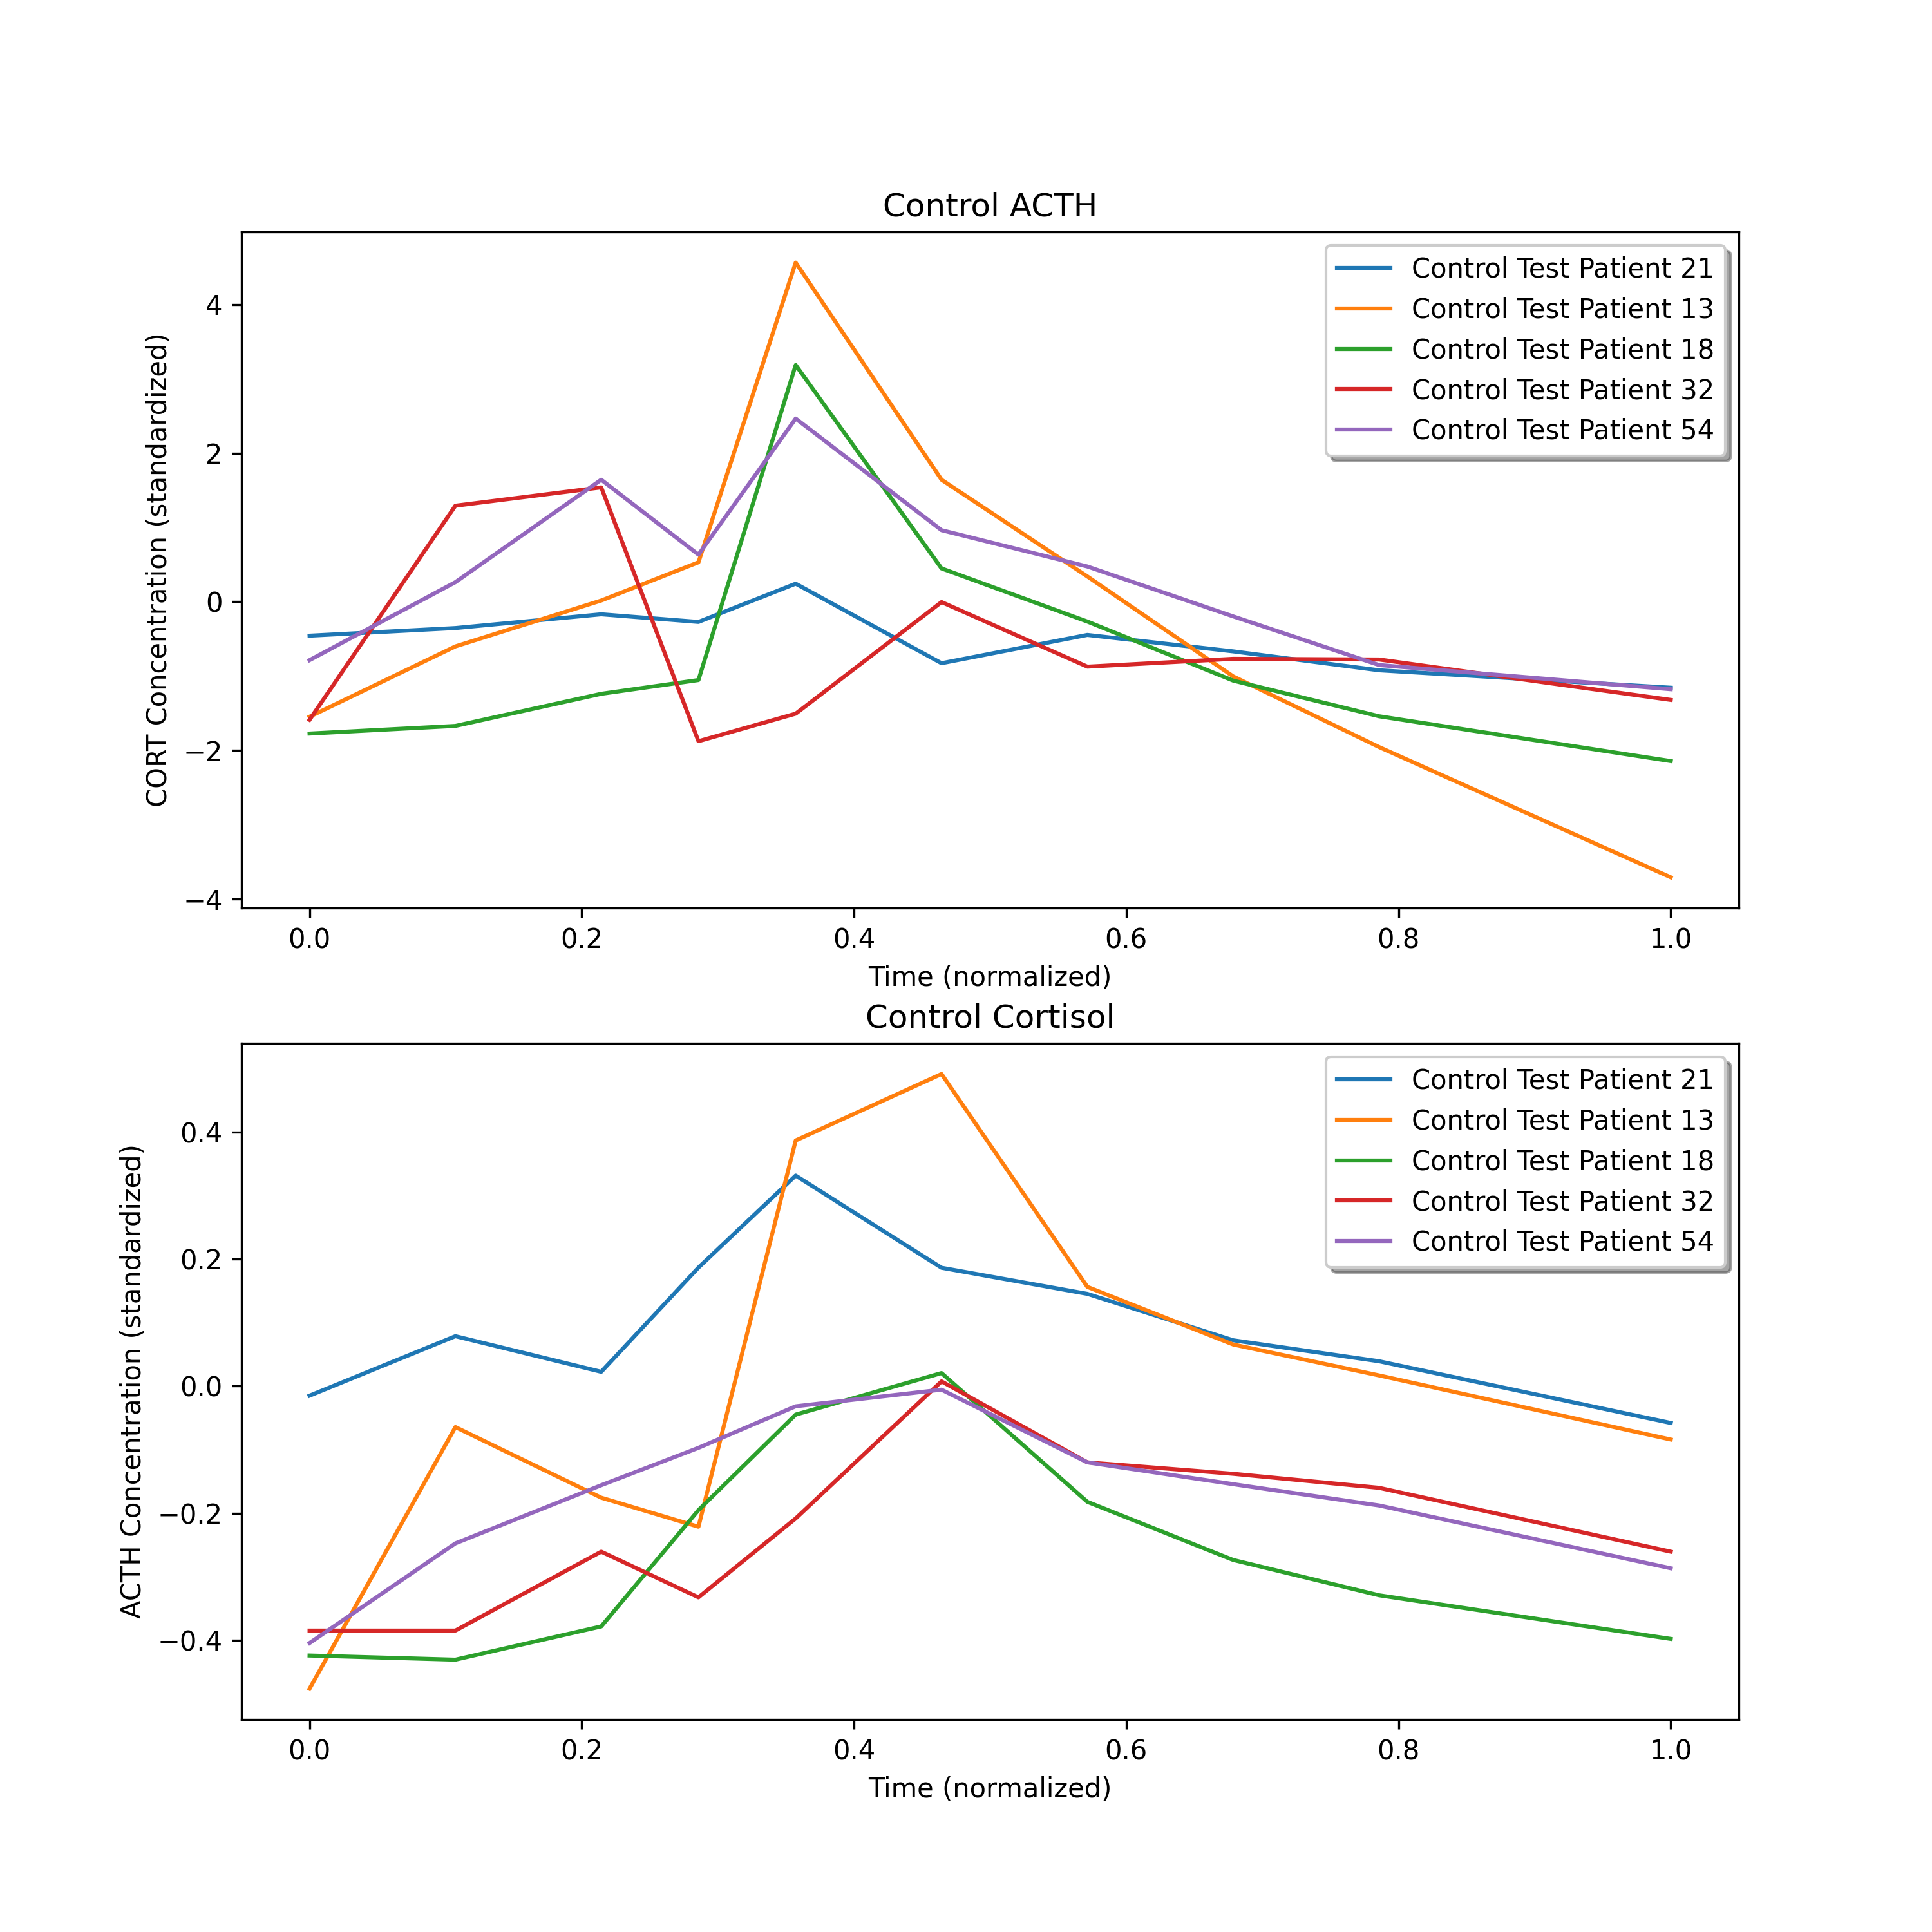 Control ACTH
CORT Concentration (standardized)
4
2
0
−2
−4
Control Test Patient 21
Control Test Patient 13
Control Test Patient 18
Control Test Patient 32
Control Test Patient 54
0.0 0.2 0.4 0.6 0.8 1.0
Time (normalized)
Control Cortisol
ACTH Concentration (standardized)
0.4
0.2
0.0
−0.2
−0.4
Control Test Patient 21
Control Test Patient 13
Control Test Patient 18
Control Test Patient 32
Control Test Patient 54
0.0 0.2 0.4 0.6 0.8 1.0
Time (normalized)